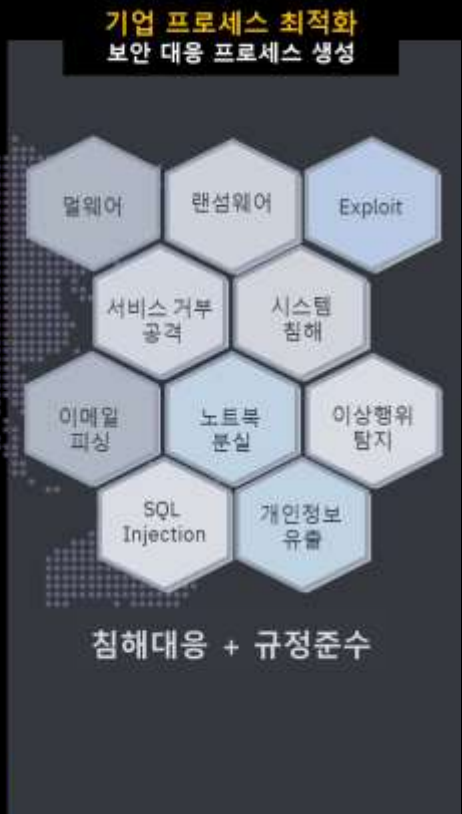 기업 프로세스 최적화
보안 대응 프로세스 생성
멀웨어
랜섬웨어
Exploit
서비스 거부
공격
시스템
침해
이메일
피싱
노트북
분실
이상행위
탐지
SQL
Injection
개인정보
유출
침해대응 + 규정준수